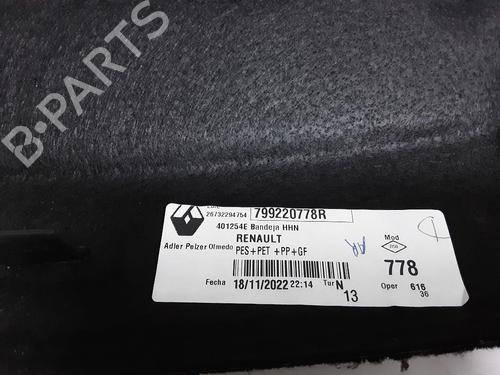 B-PARTS
26732294754
799220778R
401254E Bandeja HHN
RENAULT
Adler Pelzer Olmedo
PES+PET +PP+GF
Fecha 18/11/2022 22:14 Tur N
13
AR
Mod
778
Oper 616
36